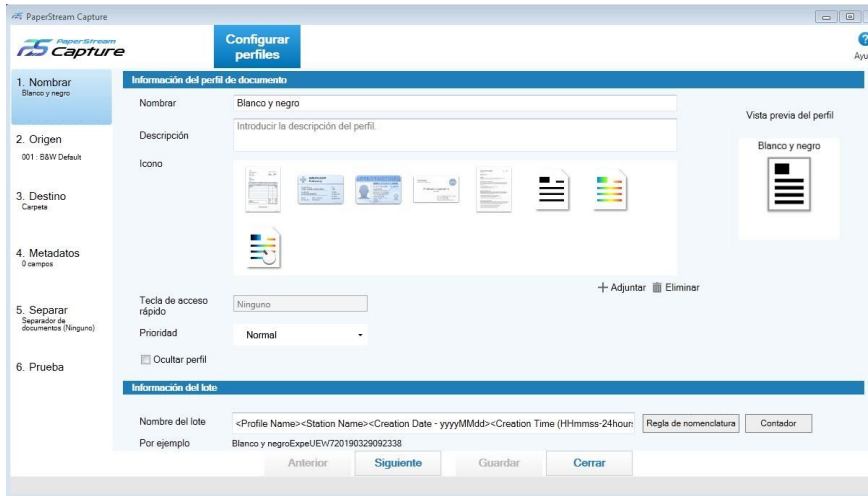 PaperStream Capture
PaperStream
Capture
Configurar
perfiles
Ayu
1. Nombrar
Blanco y negro
2. Origen
001 : B&W Default
3. Destino
Carpeta
4. Metadatos
0 campos
5. Separar
Separador de
documentos (Ninguno)
6. Prueba
Información del perfil de documento
Nombrar
Blanco y negro
Descripción
Introducir la descripción del perfil.
Icono
Adjuntar
Eliminar
Tecla de acceso
rápido
Ninguno
Prioridad
Normal
Ocultar perfil
Vista previa del perfil
Blanco y negro
Información del lote
Nombre del lote
<Profile Name><Station Name><Creation Date - yyyyMMdd><Creation Time (HHmmss-24hours
Regla de nomenclatura
Contador
Por ejemplo
Blanco y negroExpeUEW720190329092338
Anterior
Siguiente
Guardar
Cerrar